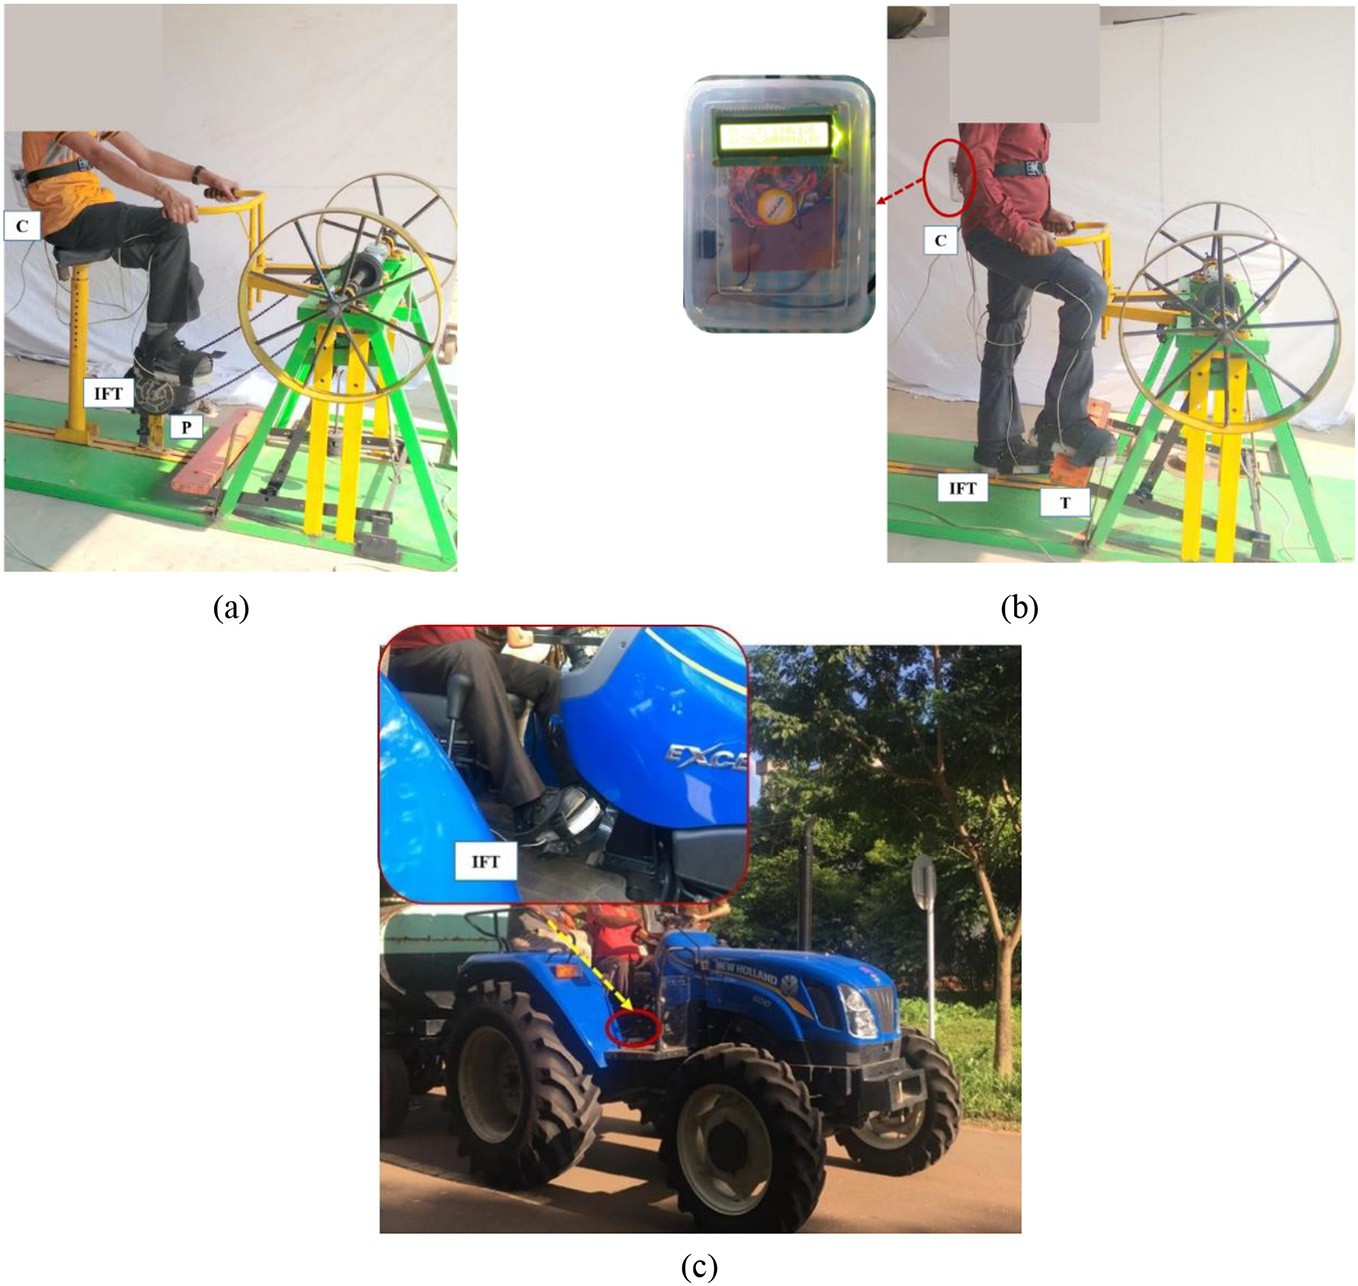 C
IFT
P
(a)
C
IFT
T
(b)
EXCE
IFT
NEW HOLLAND
(c)